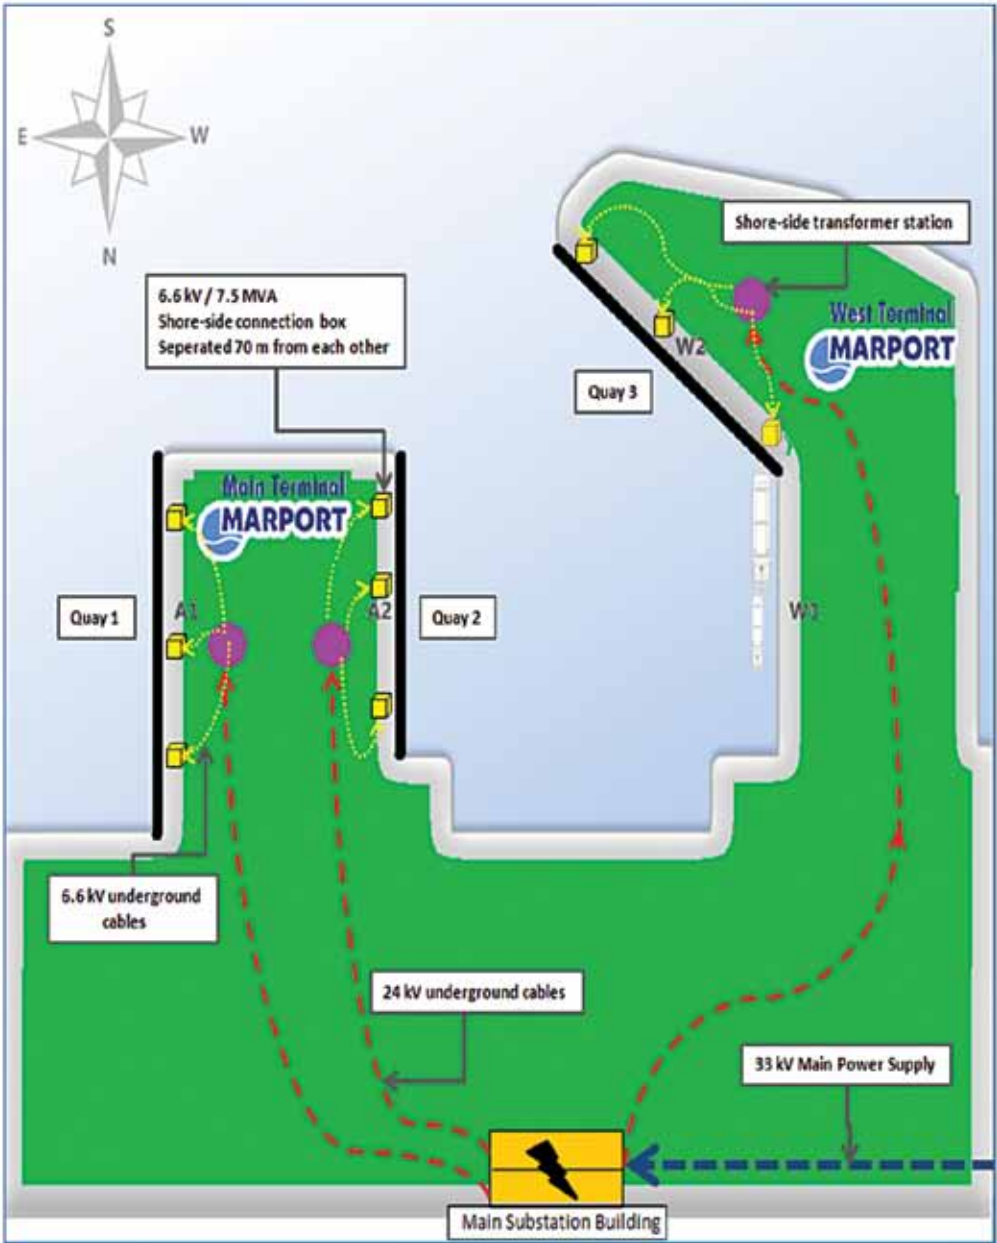 S
E
W
N
Shore-side transformer station
6.6 kV / 7.5 MVA
Shore-side connection box
Seperated 70 m from each other
West Terminal
MARPORT
W2
Quay 3
Main Terminal
MARPORT
Quay 1
A1
A2
Quay 2
W1
6.6 kV underground
cables
24 kV underground cables
33 kV Main Power Supply
Main Substation Building